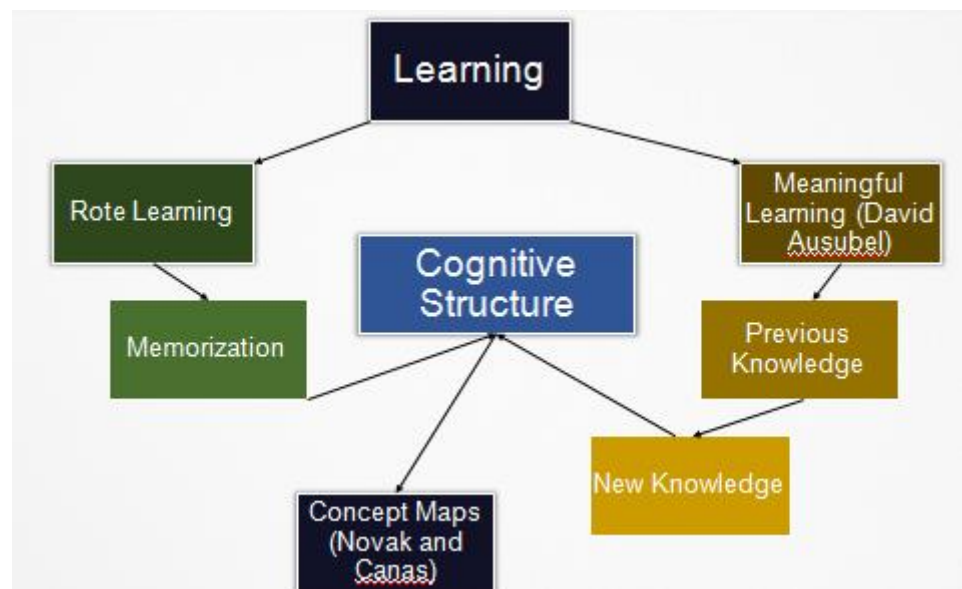 Learning
Rote Learning
Meaningful
Learning (David
Ausubel)
Cognitive
Structure
Memorization
Previous
Knowledge
New Knowledge
Concept Maps
(Novak and
Canas)